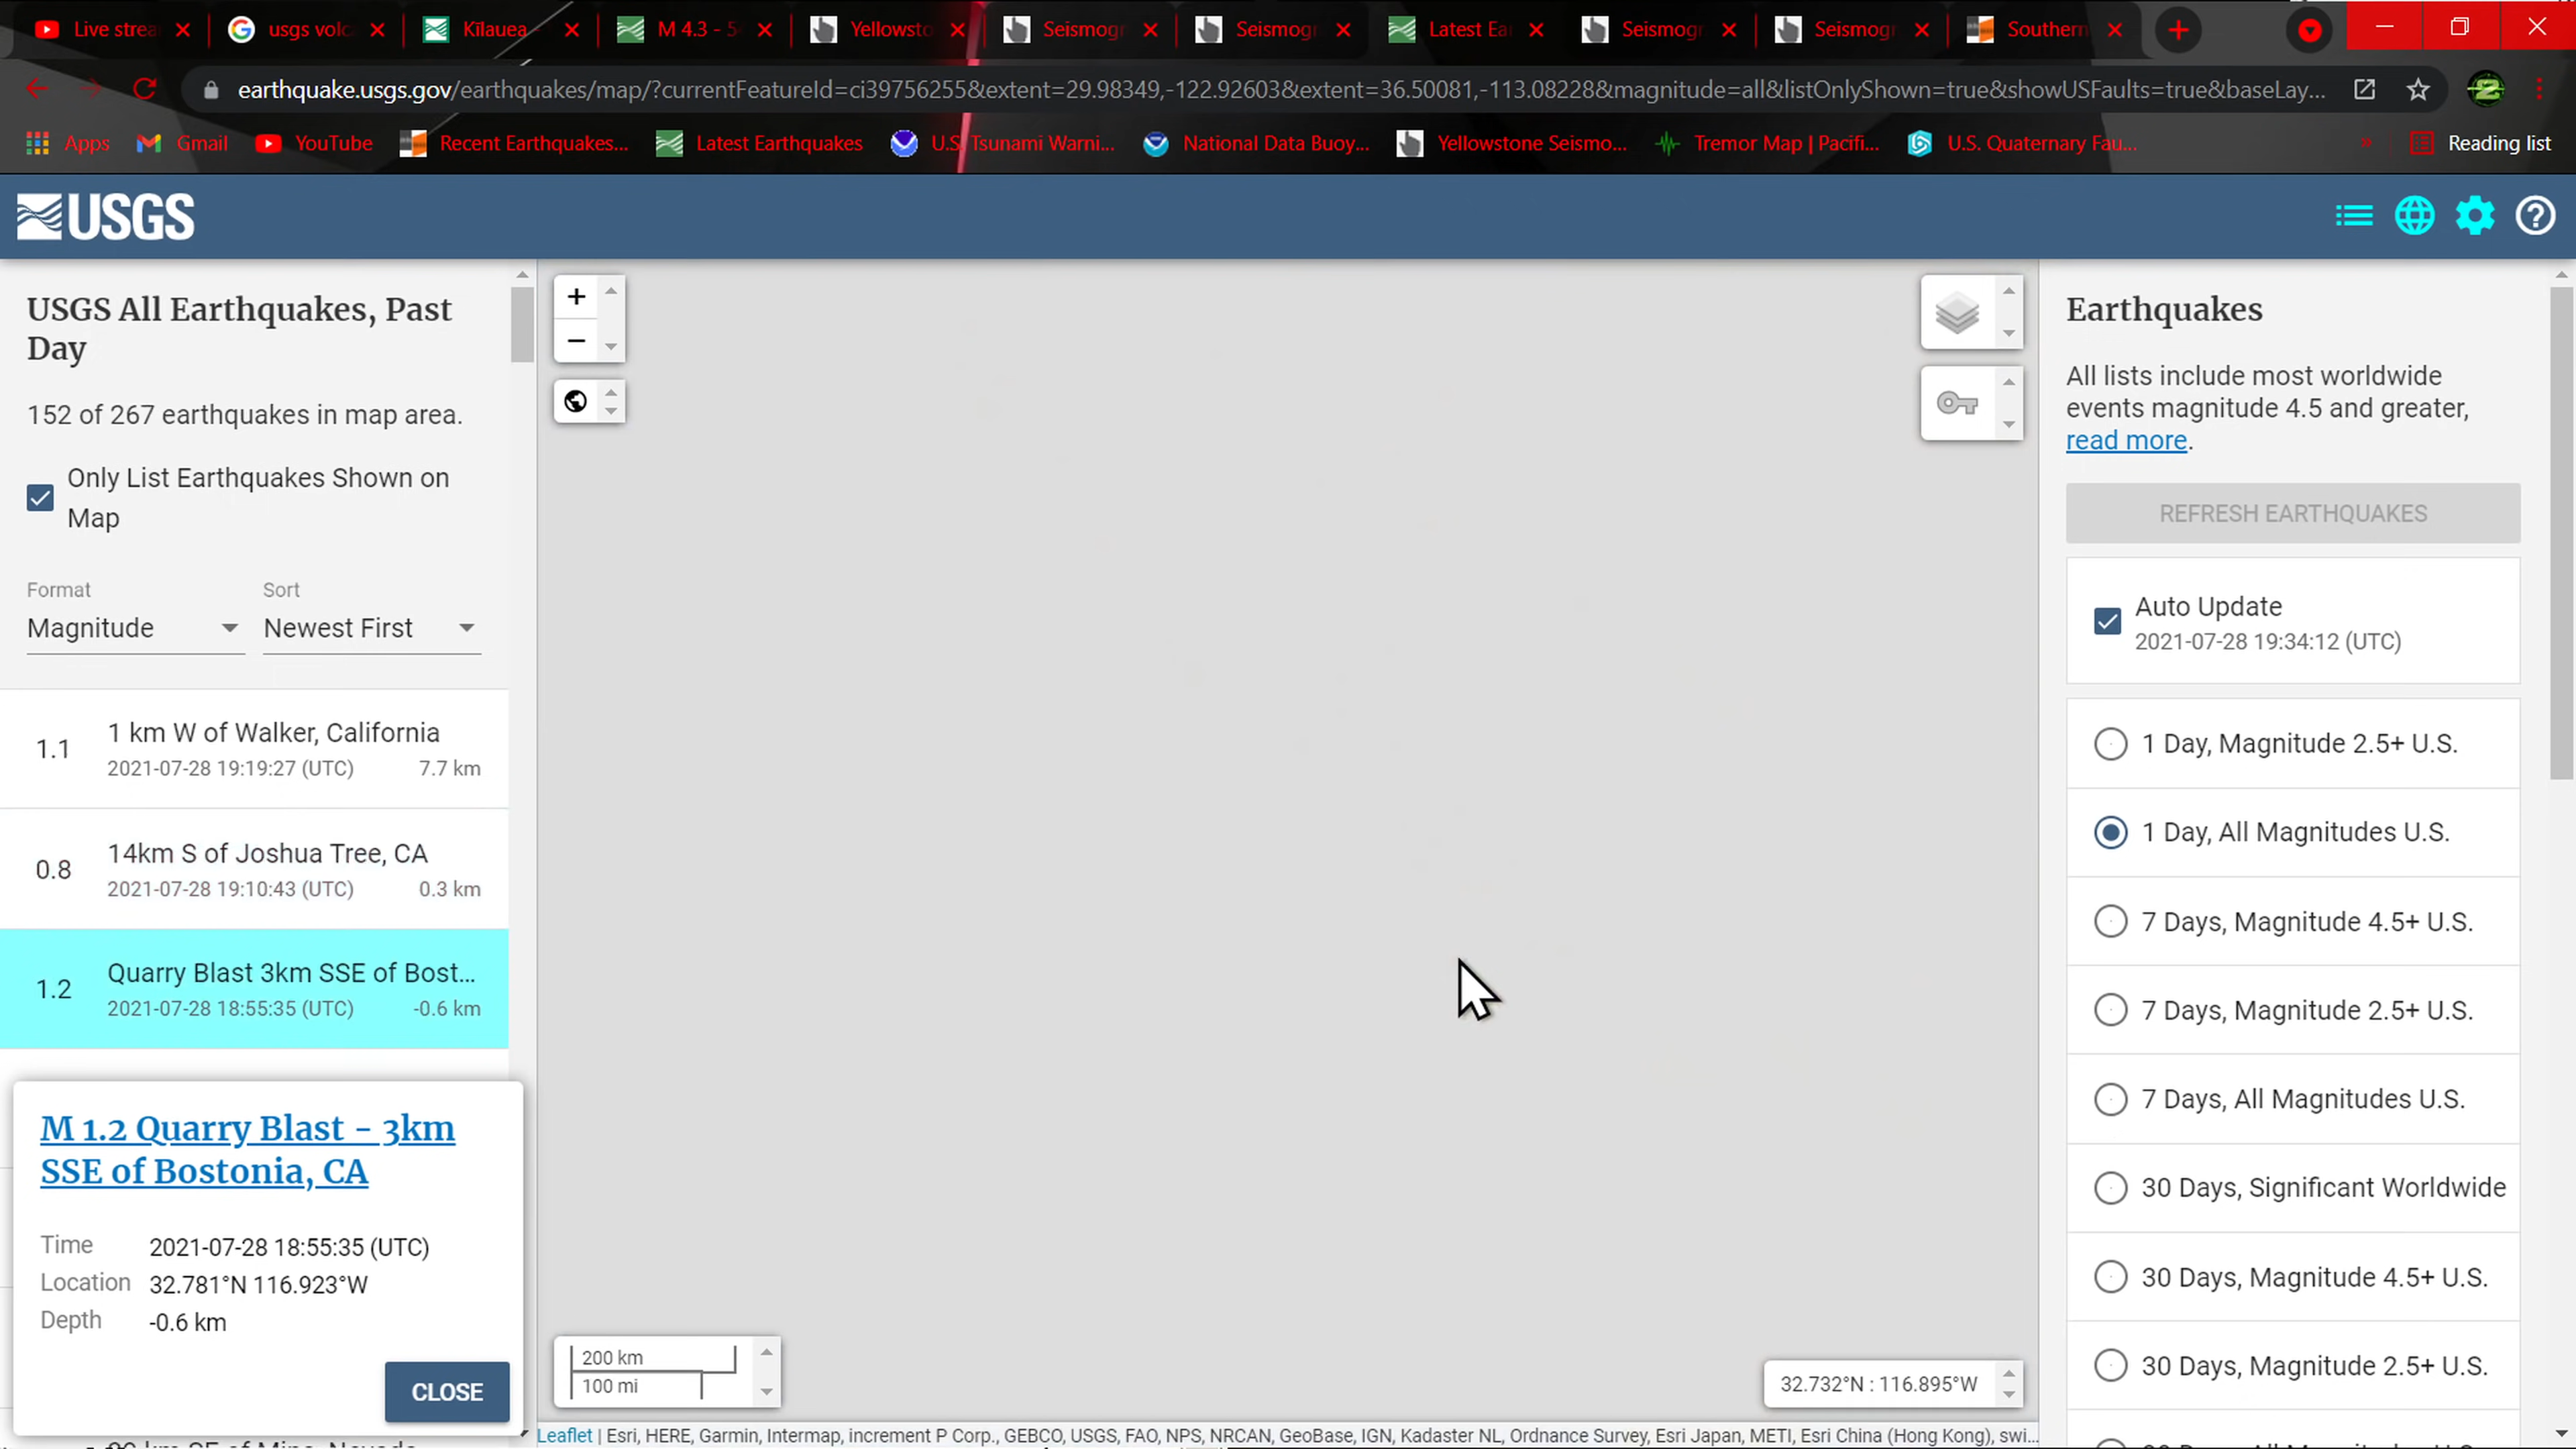 Live strea
usgs volc
Kīlauea
M 4.3 - 5
Yellowsto
Seismogr
Seismogr
Latest Ea
Seismogr
Seismogr
Southern
earthquake.usgs.gov/earthquakes/map/?currentFeatureId=ci39756255&extent=29.98349,-122.92603&extent=36.50081,-113.08228&magnitude=all&listOnlyShown=true&showUSFaults=true&baseLay...
Apps
Gmail
YouTube
Recent Earthquakes...
Latest Earthquakes
U.S. Tsunami Warni...
National Data Buoy...
Yellowstone Seismo...
Tremor Map | Pacifi...
U.S. Quaternary Fau...
»
Reading list
USGS
USGS All Earthquakes, Past
Day
152 of 267 earthquakes in map area.
Only List Earthquakes Shown on
Map
Format
Sort
Magnitude
Newest First
1.1
1 km W of Walker, California
2021-07-28 19:19:27 (UTC) 7.7 km
0.8
14km S of Joshua Tree, CA
2021-07-28 19:10:43 (UTC) 0.3 km
1.2
Quarry Blast 3km SSE of Bost...
2021-07-28 18:55:35 (UTC) -0.6 km
M 1.2 Quarry Blast - 3km
SSE of Bostonia, CA
Time 2021-07-28 18:55:35 (UTC)
Location 32.781°N 116.923°W
Depth -0.6 km
CLOSE
+
−
200 km
100 mi
32.732°N : 116.895°W
Leaflet | Esri, HERE, Garmin, Intermap, increment P Corp., GEBCO, USGS, FAO, NPS, NRCAN, GeoBase, IGN, Kadaster NL, Ordnance Survey, Esri Japan, METI, Esri China (Hong Kong), swi...
Earthquakes
All lists include most worldwide
events magnitude 4.5 and greater,
read more.
REFRESH EARTHQUAKES
Auto Update
2021-07-28 19:34:12 (UTC)
1 Day, Magnitude 2.5+ U.S.
1 Day, All Magnitudes U.S.
7 Days, Magnitude 4.5+ U.S.
7 Days, Magnitude 2.5+ U.S.
7 Days, All Magnitudes U.S.
30 Days, Significant Worldwide
30 Days, Magnitude 4.5+ U.S.
30 Days, Magnitude 2.5+ U.S.